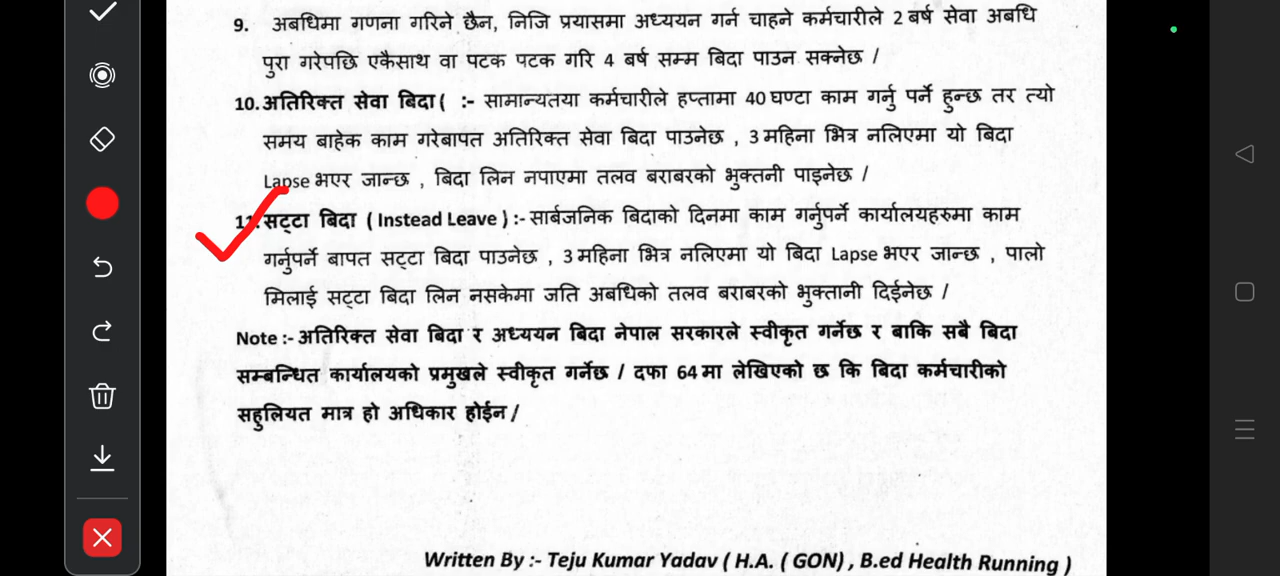 9. अबधिमा गणना गरिने छैन, निजि प्रयासमा अध्ययन गर्न चाहने कर्मचारीले 2 बर्ष सेवा अबधि
पुरा गरेपछि एकैसाथ वा पटक पटक गरि 4 बर्ष सम्म बिदा पाउन सक्नेछ /
10. अतिरिक्त सेवा बिदा ( :- सामान्यतया कर्मचारीले हप्तामा 40 घण्टा काम गर्नु पर्ने हुन्छ तर त्यो
समय बाहेक काम गरेबापत अतिरिक्त सेवा बिदा पाउनेछ , 3 महिना भित्र नलिएमा यो बिदा
Lapse भएर जान्छ , बिदा लिन नपाएमा तलव बराबरको भुक्तनी पाइनेछ /
11. सट्टा बिदा ( Instead Leave ) :- सार्बजनिक बिदाको दिनमा काम गर्नुपर्ने कार्यालयहरुमा काम
गर्नुपर्ने बापत सट्टा बिदा पाउनेछ , 3 महिना भित्र नलिएमा यो बिदा Lapse भएर जान्छ , पालो
मिलाई सट्टा बिदा लिन नसकेमा जति अबधिको तलव बराबरको भुक्तानी दिईनेछ /
Note :- अतिरिक्त सेवा बिदा र अध्ययन बिदा नेपाल सरकारले स्वीकृत गर्नेछ र बाकि सबै बिदा
सम्बन्धित कार्यालयको प्रमुखले स्वीकृत गर्नेछ / दफा 64 मा लेखिएको छ कि बिदा कर्मचारीको
सहुलियत मात्र हो अधिकार होईन /
Written By :- Teju Kumar Yadav ( H.A. ( GON) , B.ed Health Running )